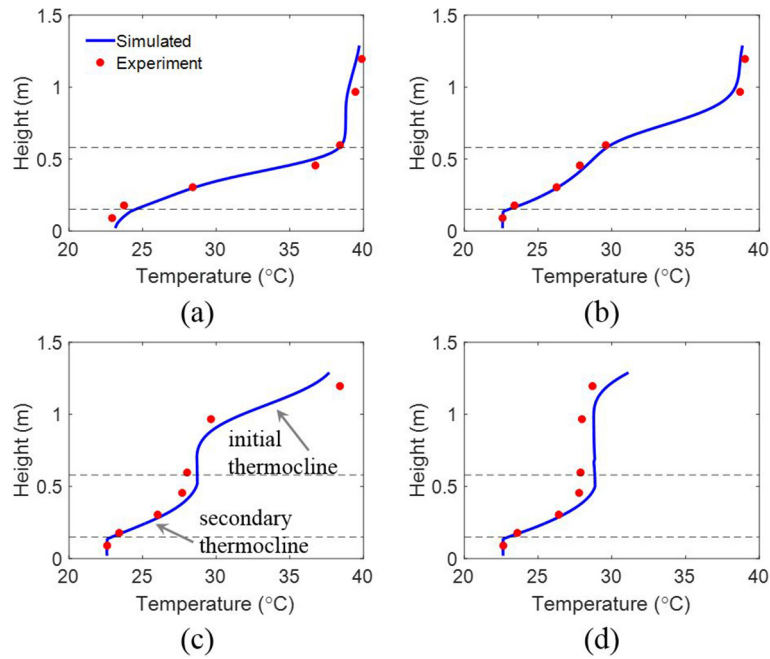 1.5
1
0.5
0
Height (m)
Simulated
Experiment
20 25 30 35 40
Temperature (°C)
(a)
1.5
1
0.5
0
Height (m)
20 25 30 35 40
Temperature (°C)
(b)
1.5
1
0.5
0
Height (m)
initial
thermocline
secondary
thermocline
20 25 30 35 40
Temperature (°C)
(c)
1.5
1
0.5
0
Height (m)
20 25 30 35 40
Temperature (°C)
(d)